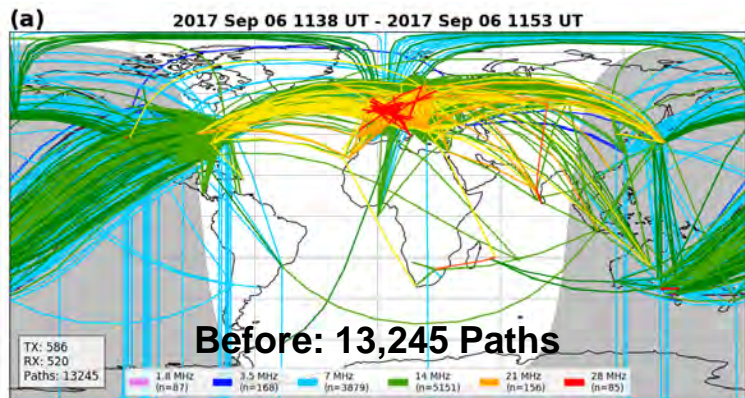 (a)
2017 Sep 06 1138 UT - 2017 Sep 06 1153 UT
Before: 13,245 Paths
TX: 586
RX: 520
Paths: 13245
1.8 MHz
(n=87)
3.5 MHz
(n=168)
7 MHz
(n=3879)
14 MHz
(n=5151)
21 MHz
(n=156)
28 MHz
(n=85)